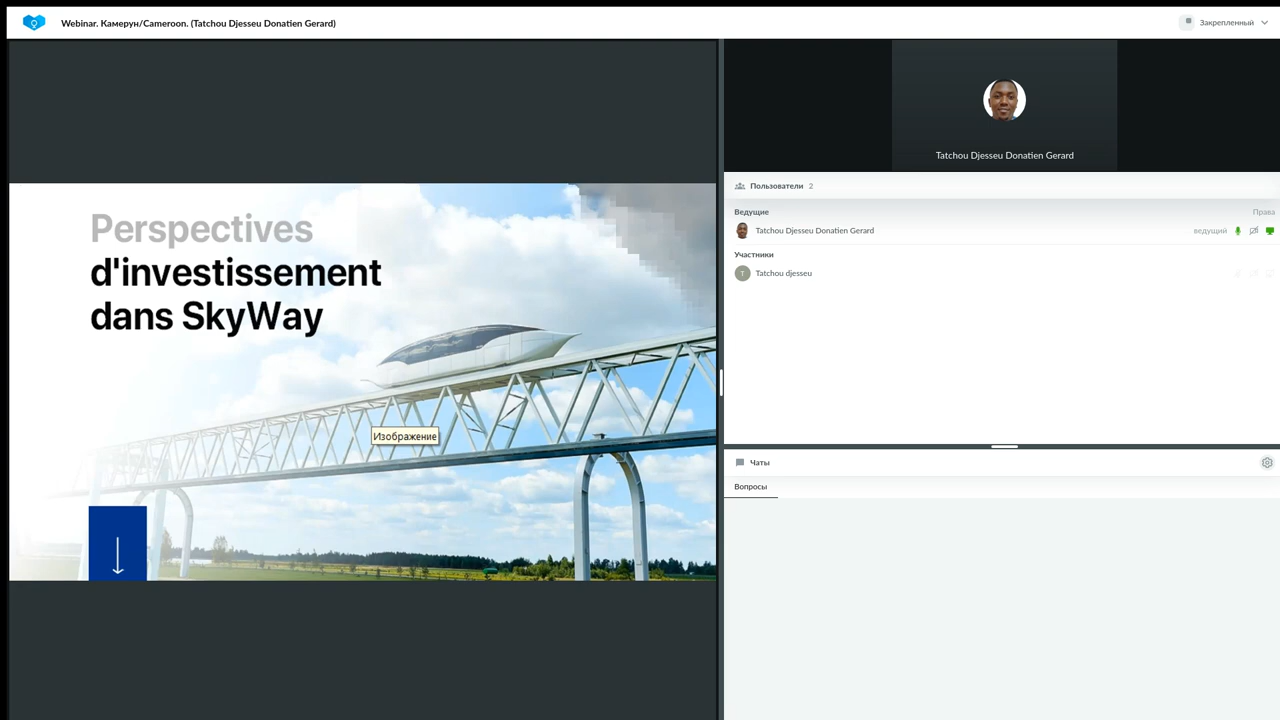 Webinar. Камерун/Cameroon. (Tatchou Djesseu Donatien Gerard)
Закрепленный
Perspectives
d'investissement
dans SkyWay
Изображение
Tatchou Djesseu Donatien Gerard
Пользователи 2
Ведущие Права
Tatchou Djesseu Donatien Gerard ведущий
Участники
T Tatchou djesseu
Чаты
Вопросы